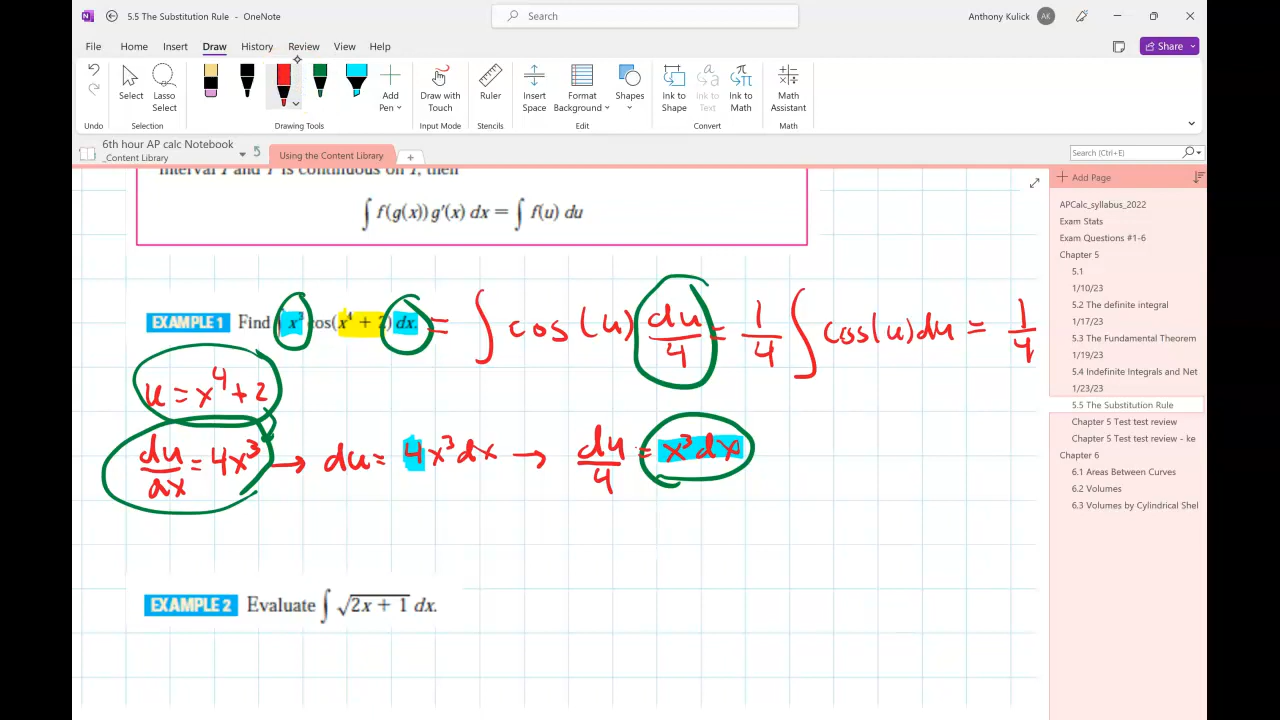 5.5 The Substitution Rule - OneNote
Search
Anthony Kulick AK
File Home Insert Draw History Review View Help
Share
Select
Lasso Select
Add Pen
Draw with Touch
Ruler
Insert Space
Format Background
Shapes
Ink to Shape
Ink to Text
Ink to Math
Math Assistant
Undo Selection Drawing Tools Input Mode Stencils Edit Convert Math
6th hour AP calc Notebook
_Content Library
Using the Content Library
Search (Ctrl+E)
interval I and f is continuous on I, then
∫ f(g(x)) g′(x) dx = ∫ f(u) du
EXAMPLE 1 Find ∫ x³ cos(x⁴ + 2) dx. = ∫ cos(u) du/4 = 1/4 ∫ cos(u) du = 1/4
u = x⁴ + 2
du/dx = 4x³ → du = 4x³dx → du/4 = x³dx
EXAMPLE 2 Evaluate ∫ √(2x + 1) dx.
Add Page
APCalc_syllabus_2022
Exam Stats
Exam Questions #1-6
Chapter 5
5.1
1/10/23
5.2 The definite integral
1/17/23
5.3 The Fundamental Theorem
1/19/23
5.4 Indefinite Integrals and Net
1/23/23
5.5 The Substitution Rule
Chapter 5 Test test review
Chapter 5 Test test review - ke
Chapter 6
6.1 Areas Between Curves
6.2 Volumes
6.3 Volumes by Cylindrical Shel